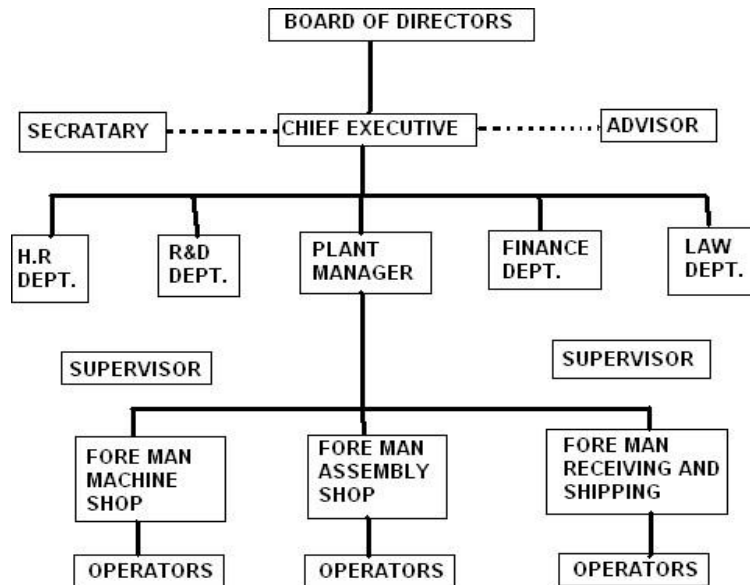 BOARD OF DIRECTORS
SECRATARY
CHIEF EXECUTIVE
ADVISOR
H.R
DEPT.
R&D
DEPT.
PLANT
MANAGER
FINANCE
DEPT.
LAW
DEPT.
SUPERVISOR
SUPERVISOR
FORE MAN
MACHINE
SHOP
FORE MAN
ASSEMBLY
SHOP
FORE MAN
RECEIVING AND
SHIPPING
OPERATORS
OPERATORS
OPERATORS